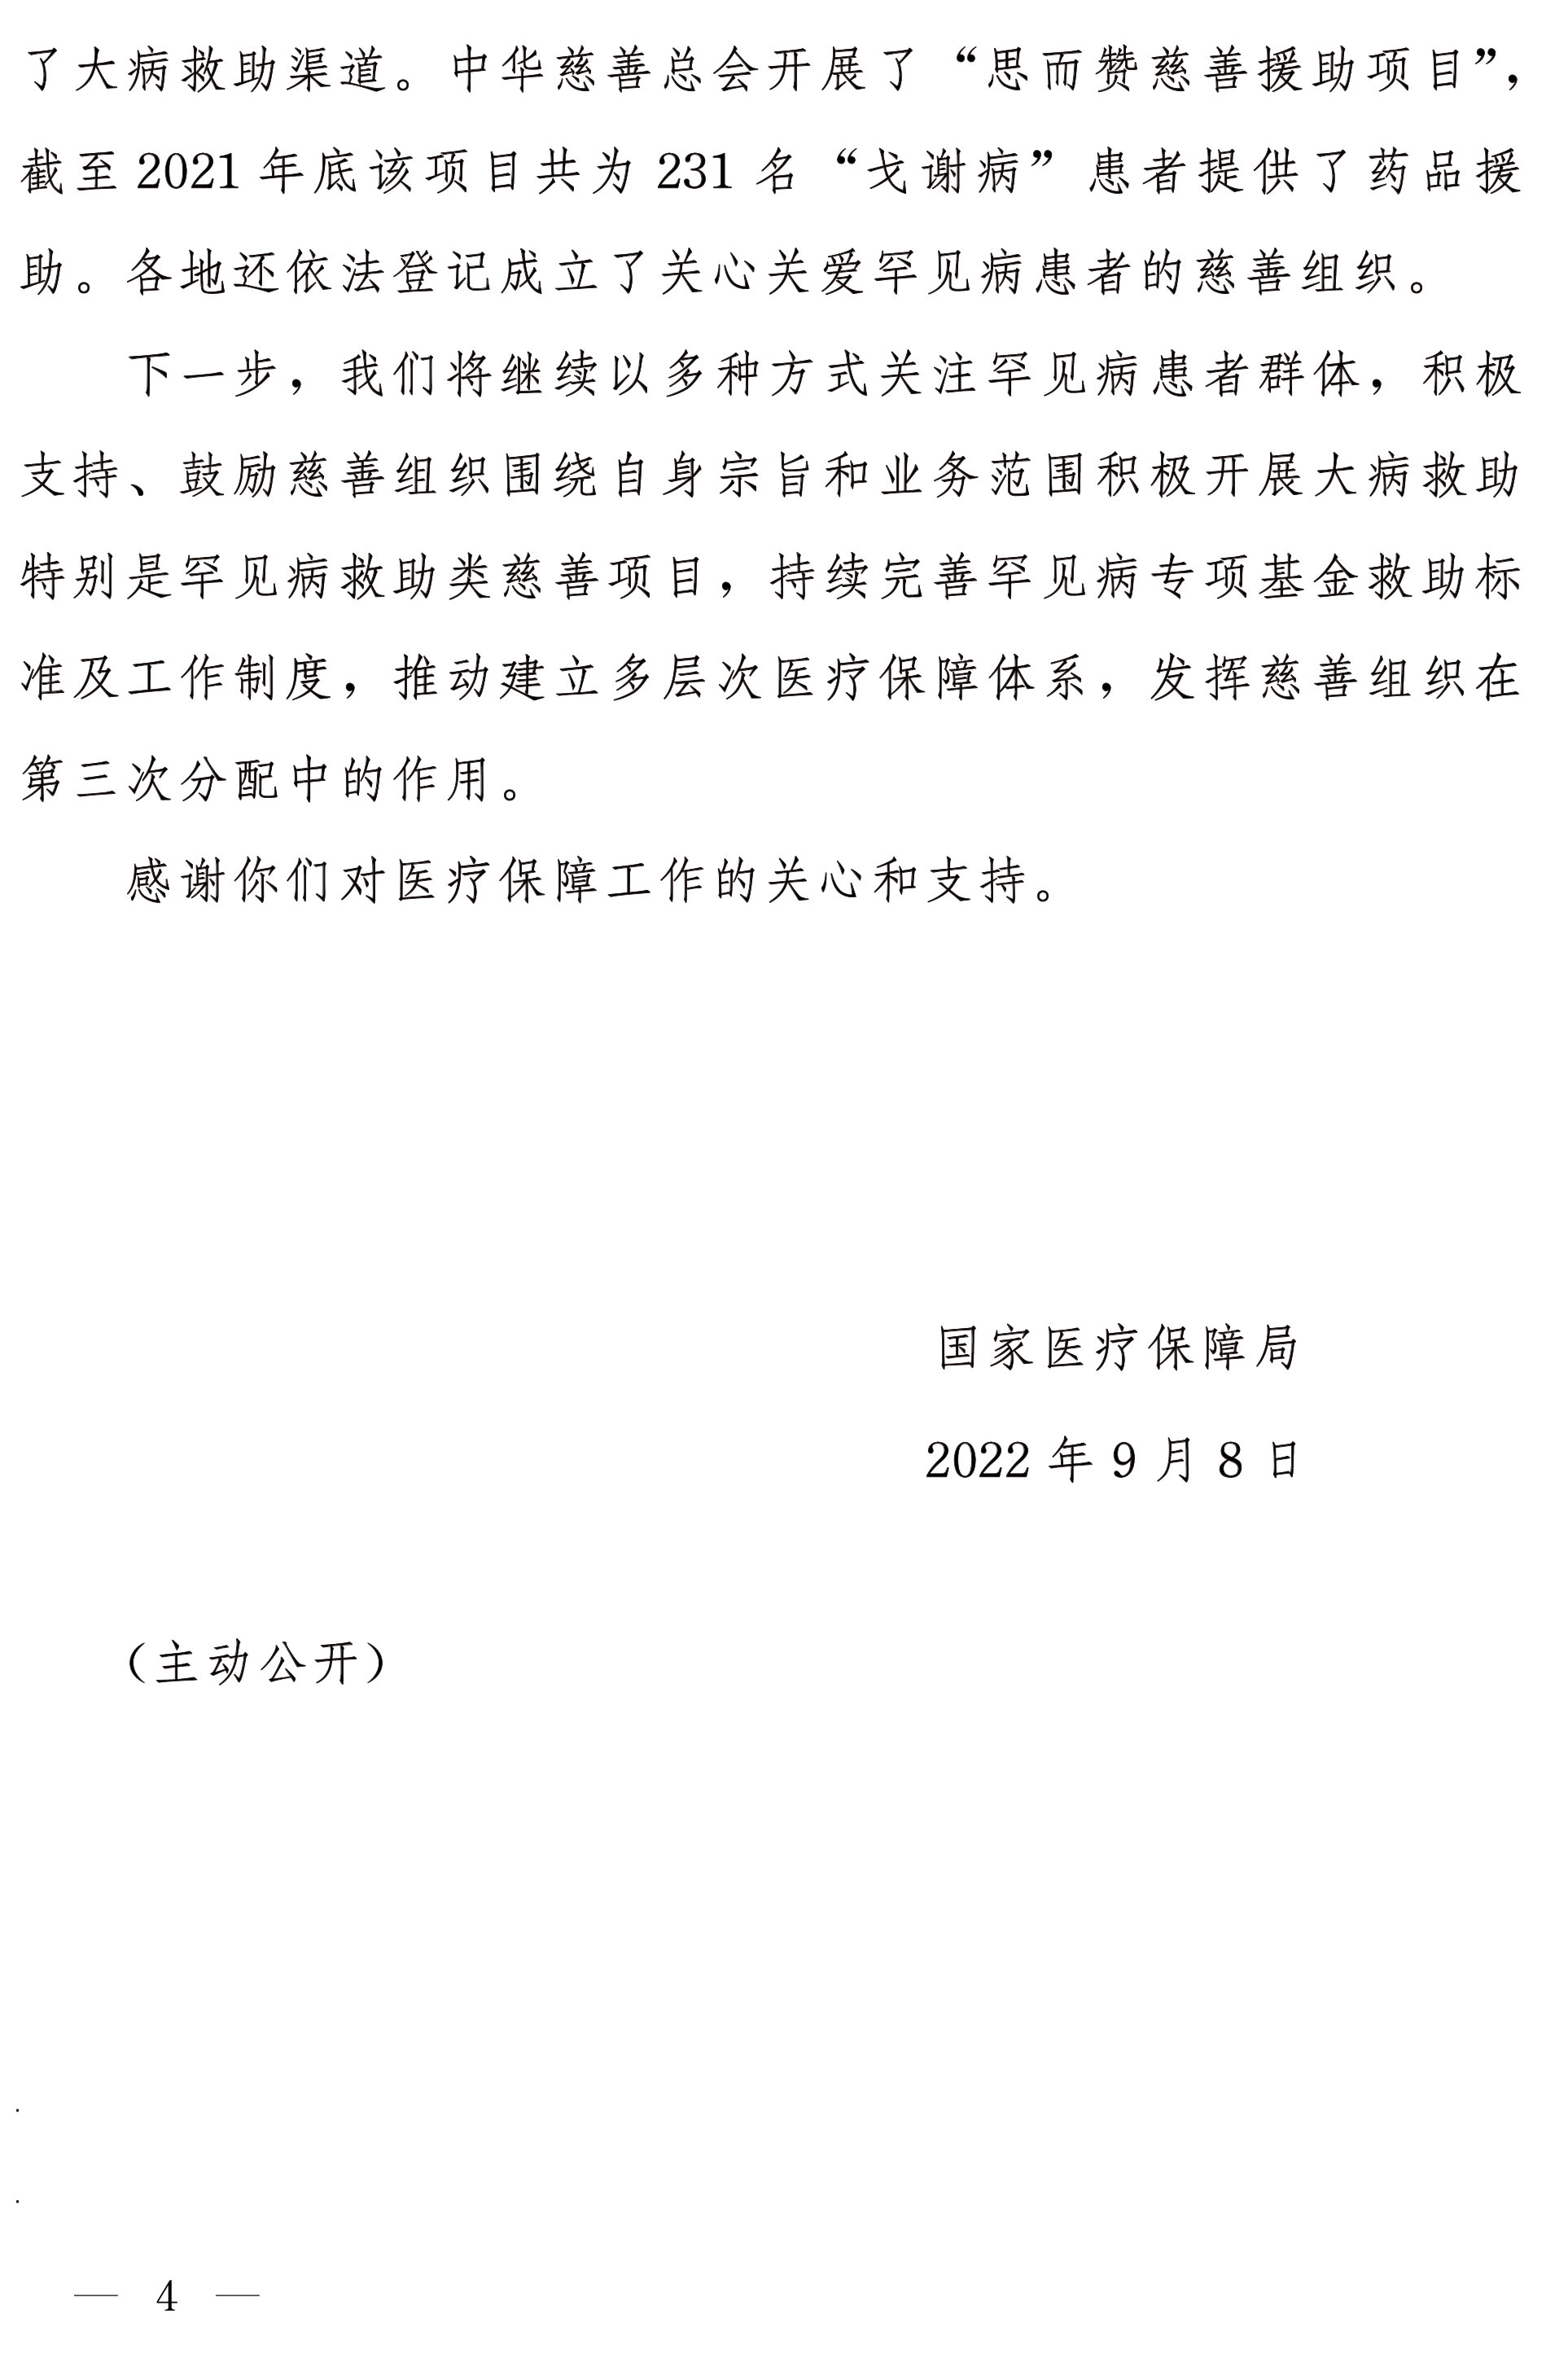 了大病救助渠道。中华慈善总会开展了“思而赞慈善援助项目”，
截至2021年底该项目共为231名“戈谢病”患者提供了药品援
助。各地还依法登记成立了关心关爱罕见病患者的慈善组织。
下一步，我们将继续以多种方式关注罕见病患者群体，积极
支持、鼓励慈善组织围绕自身宗旨和业务范围积极开展大病救助
特别是罕见病救助类慈善项目，持续完善罕见病专项基金救助标
准及工作制度，推动建立多层次医疗保障体系，发挥慈善组织在
第三次分配中的作用。
感谢你们对医疗保障工作的关心和支持。
国家医疗保障局
2022年9月8日
（主动公开）
— 4 —